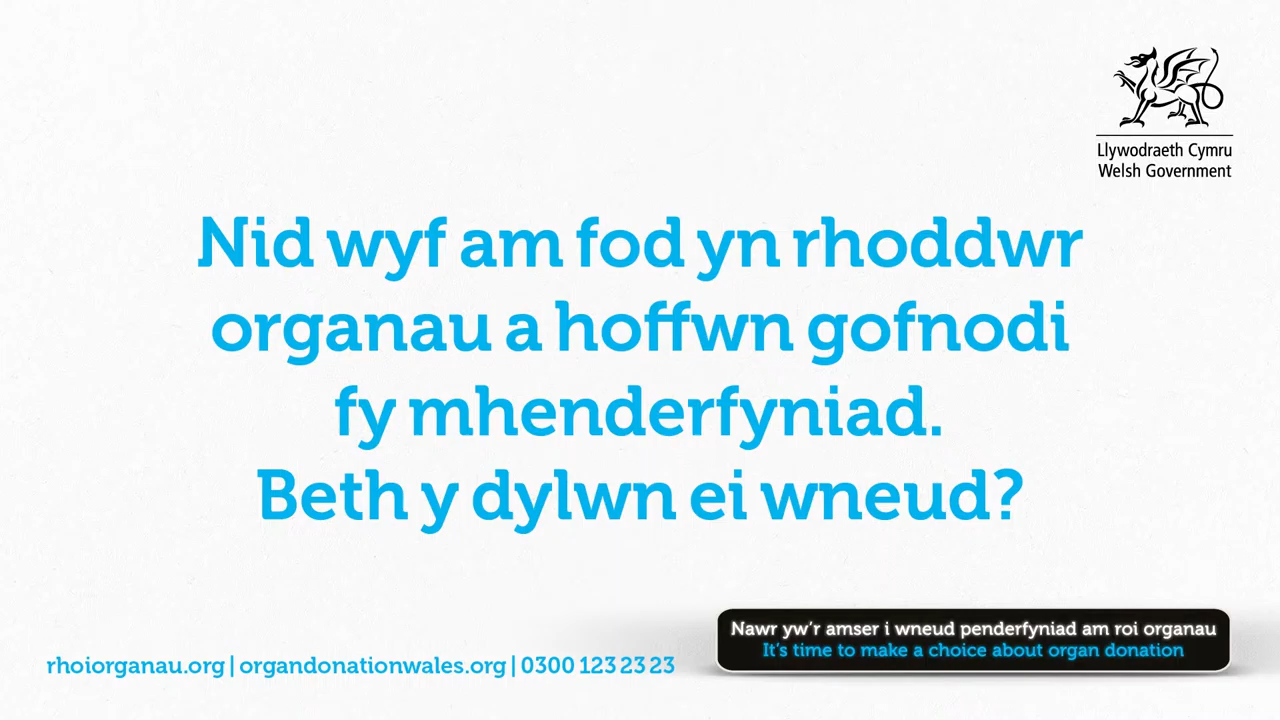 Llywodraeth Cymru
Welsh Government
Nid wyf am fod yn rhoddwr
organau a hoffwn gofnodi
fy mhenderfyniad.
Beth y dylwn ei wneud?
Nawr yw'r amser i wneud penderfyniad am roi organau
It's time to make a choice about organ donation
rhoiorganau.org | organdonationwales.org | 0300 123 23 23